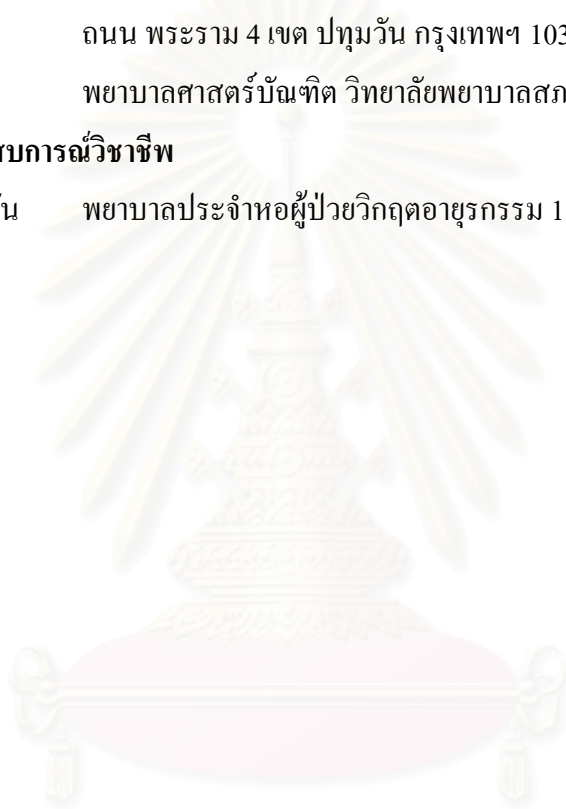 ถนน พระราม 4 เขต ปทุมวัน กรุงเทพฯ 103
พยาบาลศาสตร์บัณฑิต วิทยาลัยพยาบาลสภ
สบการณ์วิชาชีพ
ัน พยาบาลประจำหอผู้ป่วยวิกฤตอายุรกรรม 1